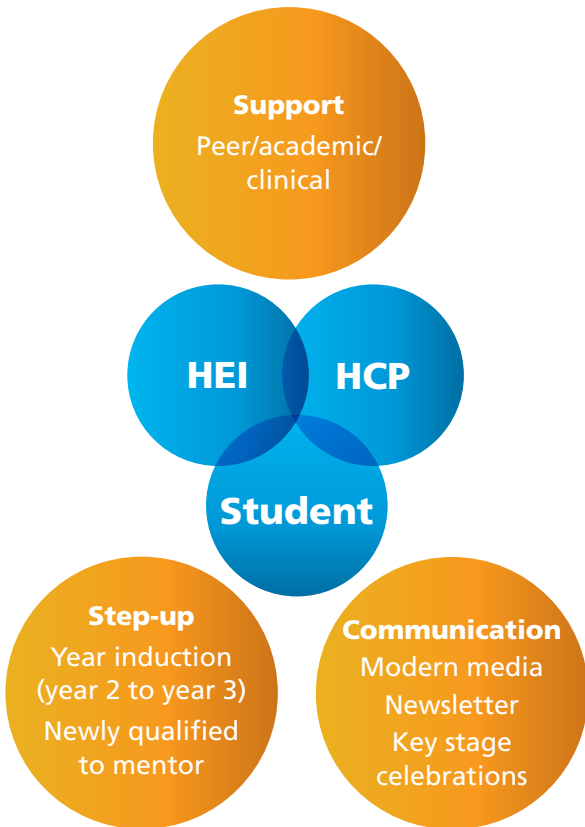 Support
Peer/academic/
clinical
HEI
HCP
Student
Step-up
Year induction
(year 2 to year 3)
Newly qualified
to mentor
Communication
Modern media
Newsletter
Key stage
celebrations